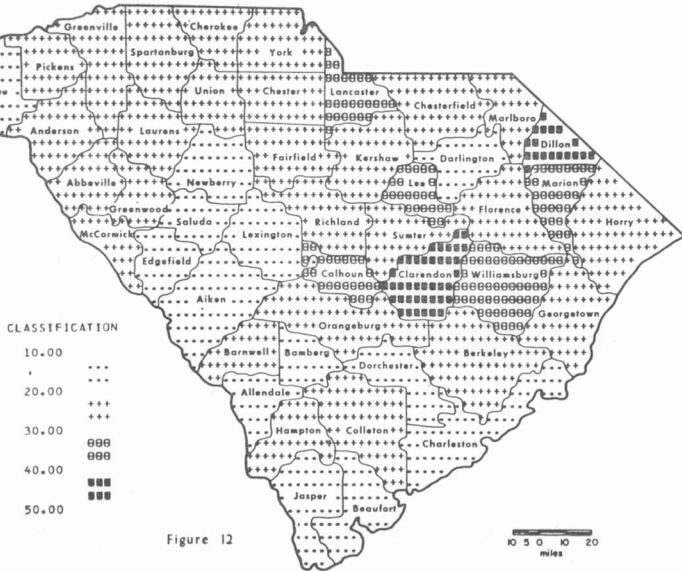 Greenville
Cherokee
Spartanburg
York
Pickens
Union
Chester
Lancaster
Chesterfield
Marlboro
Anderson
Laurens
Dillon
Fairfield
Kershaw
Darlington
Abbeville
Newberry
Lee
Marion
Greenwood
Saluda
Richland
Florence
Horry
McCormick
Lexington
Sumter
Edgefield
Calhoun
Clarendon
Williamsburg
Aiken
Georgetown
Orangeburg
Barnwell
Bamberg
Berkeley
Dorchester
Allendale
Hampton
Colleton
Charleston
Jasper
Beaufort
CLASSIFICATION
10.00
20.00
30.00
40.00
50.00
Figure 12
10 5 0 10 20
miles